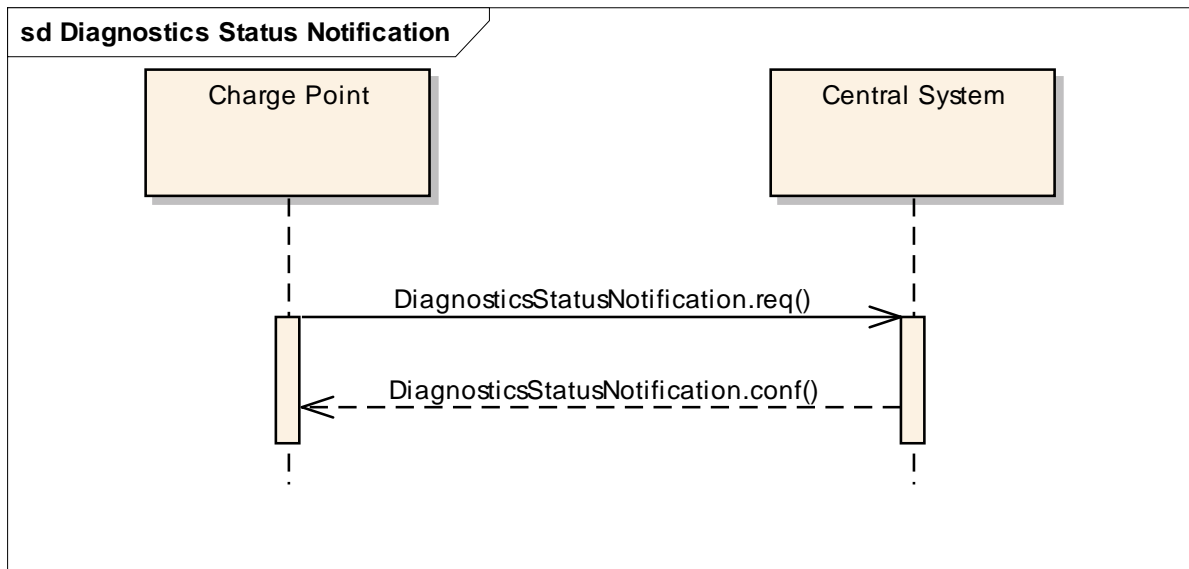 sd Diagnostics Status Notification
Charge Point
Central System
DiagnosticsStatusNotification.req()
DiagnosticsStatusNotification.conf()